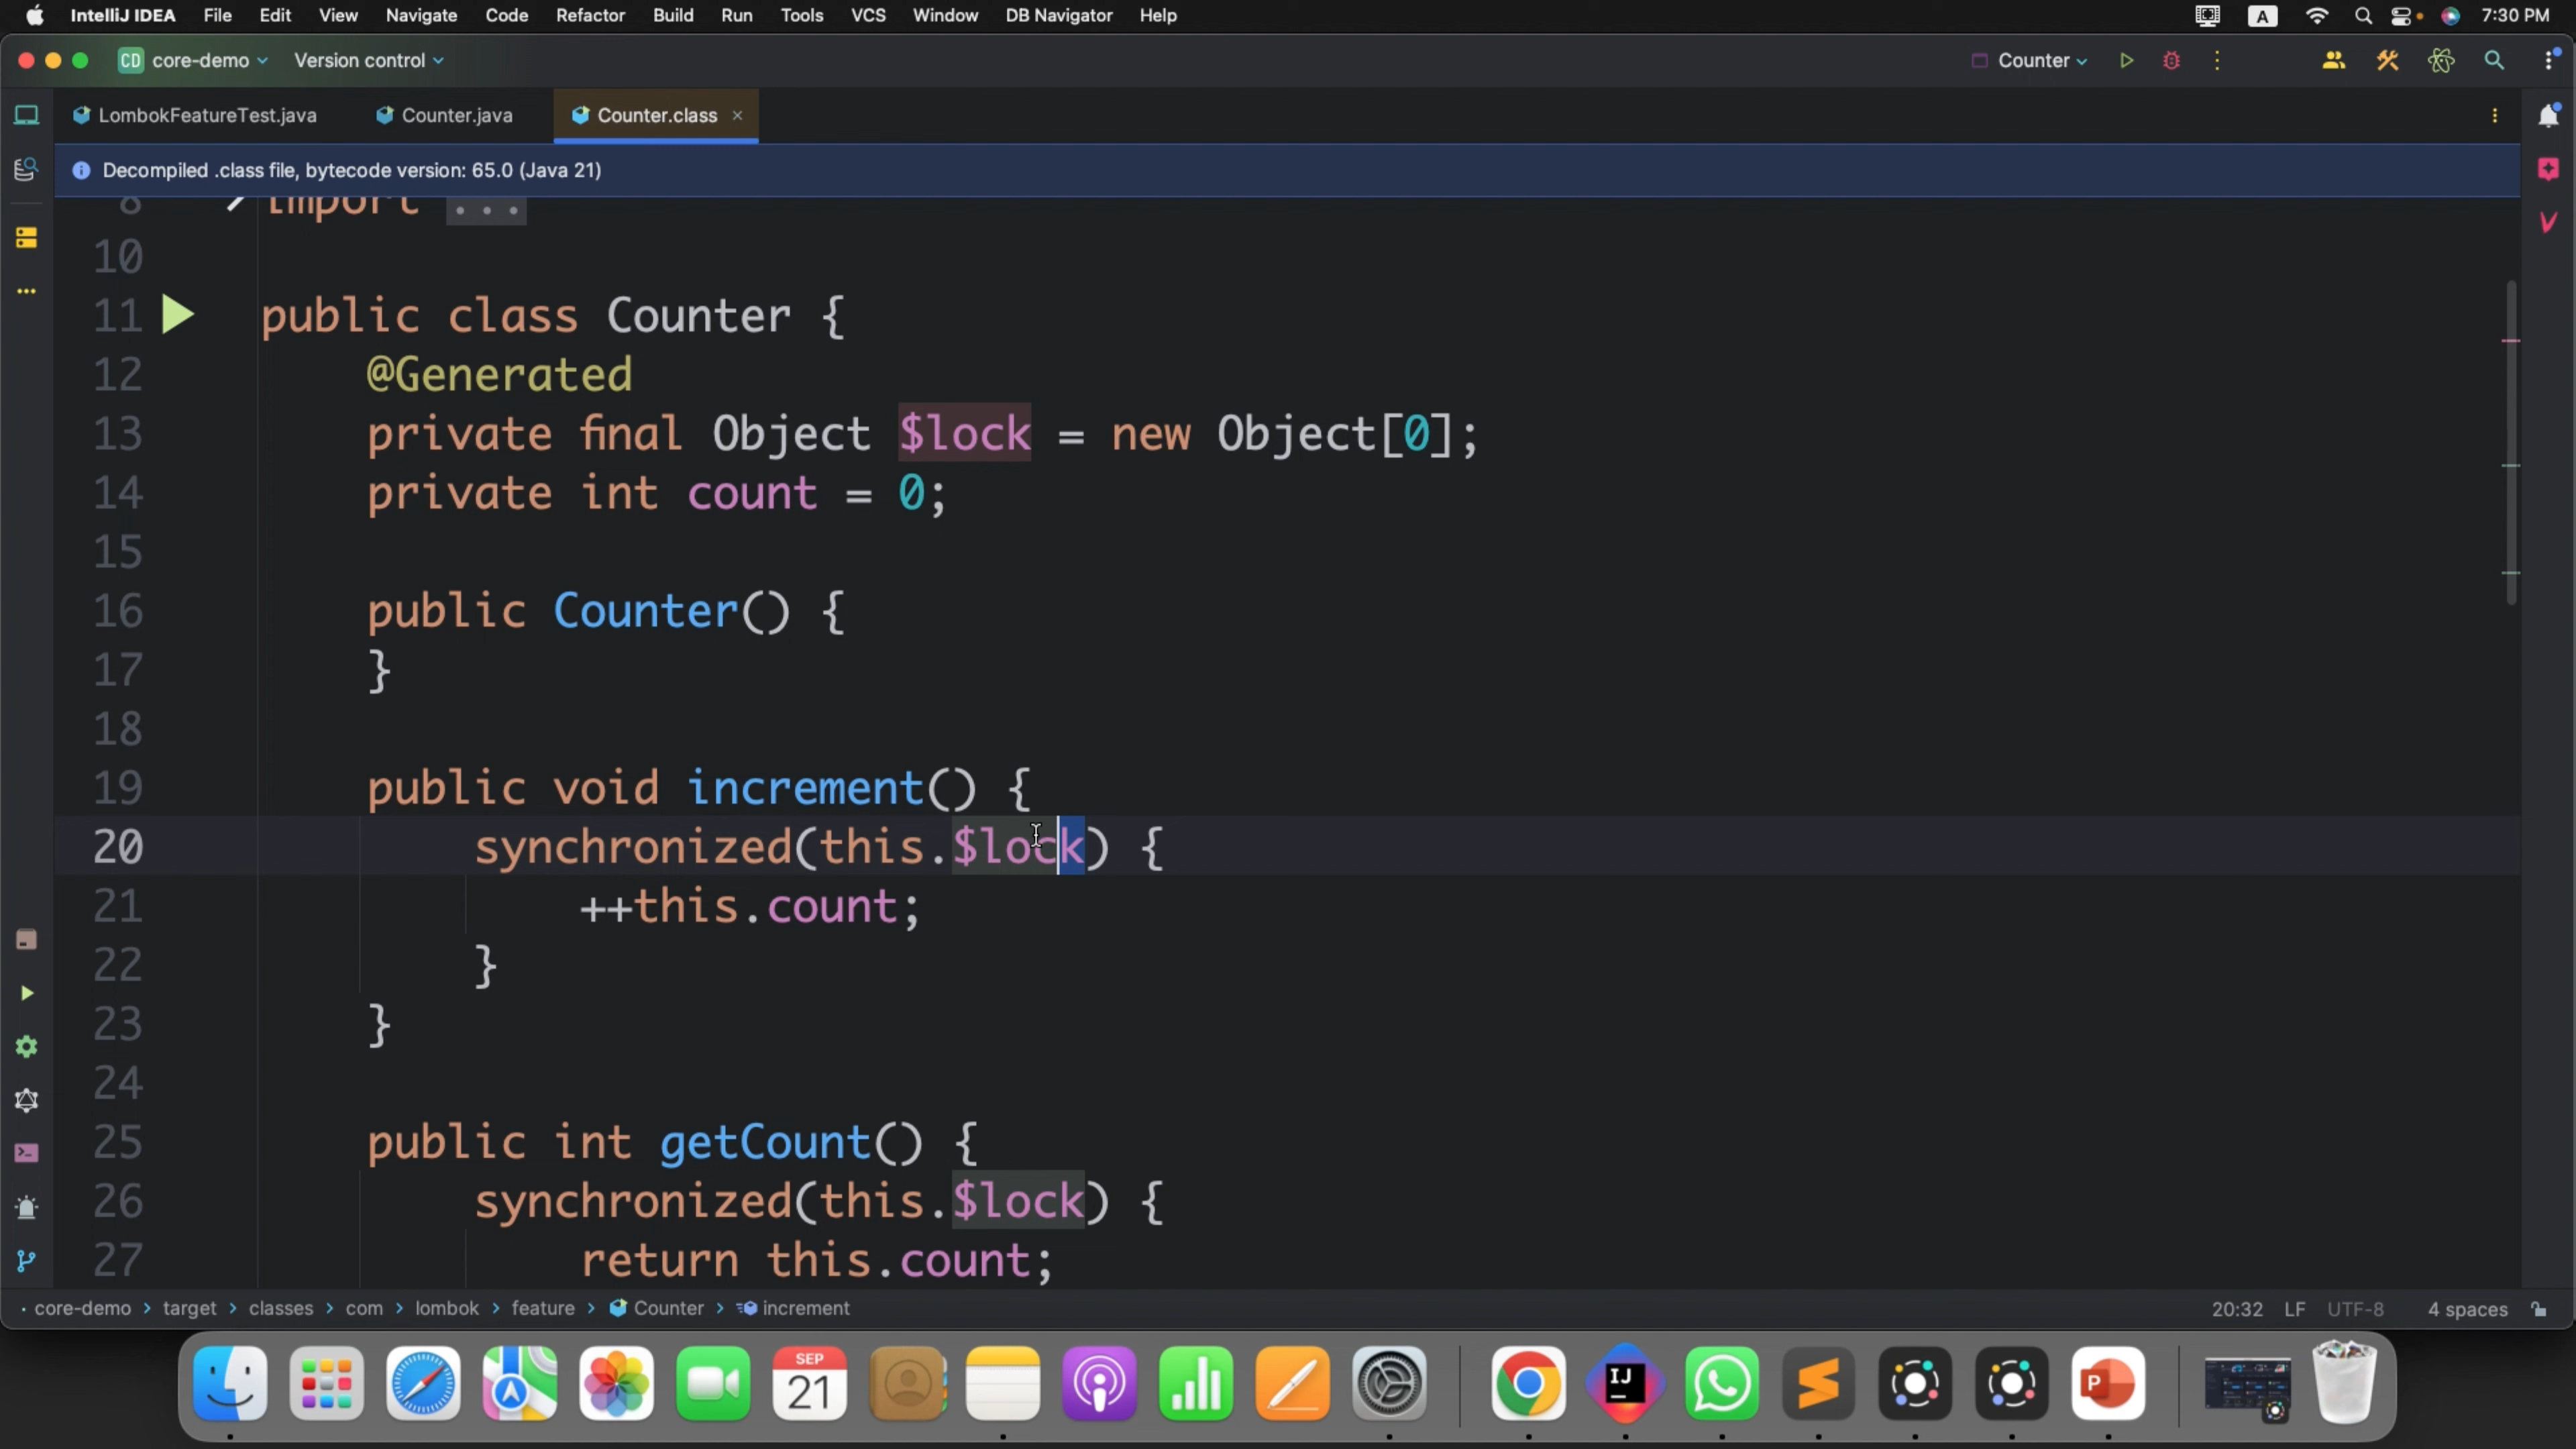 IntelliJ IDEA File Edit View Navigate Code Refactor Build Run Tools VCS Window DB Navigator Help A 7:30 PM
CD core-demo Version control Counter
LombokFeatureTest.java Counter.java Counter.class
Decompiled .class file, bytecode version: 65.0 (Java 21)
8 import ...
10
11 public class Counter {
12 @Generated
13 private final Object $lock = new Object[0];
14 private int count = 0;
15
16 public Counter() {
17 }
18
19 public void increment() {
20 synchronized(this.$lock) {
21 ++this.count;
22 }
23 }
24
25 public int getCount() {
26 synchronized(this.$lock) {
27 return this.count;
core-demo > target > classes > com > lombok > feature > Counter > increment 20:32 LF UTF-8 4 spaces
SEP
21
IJ
P